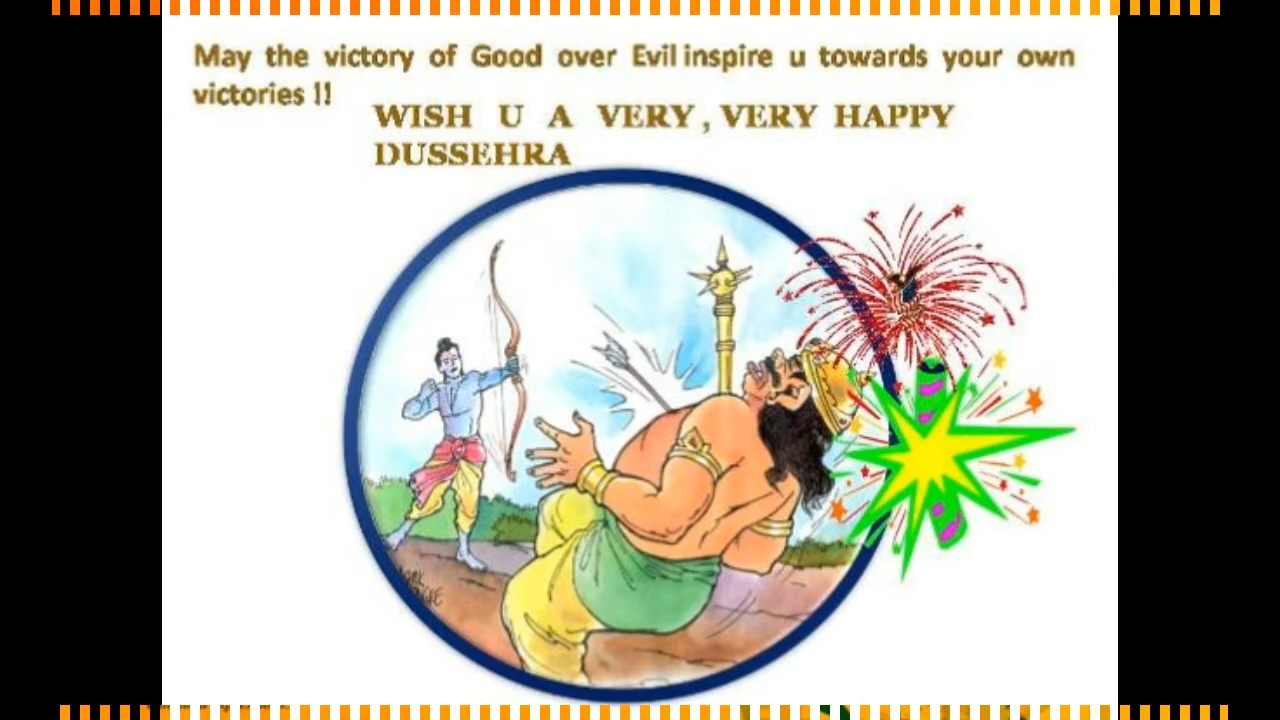 May the victory of Good over Evil inspire u towards your own
victories !!
WISH U A VERY , VERY HAPPY
DUSSEHRA